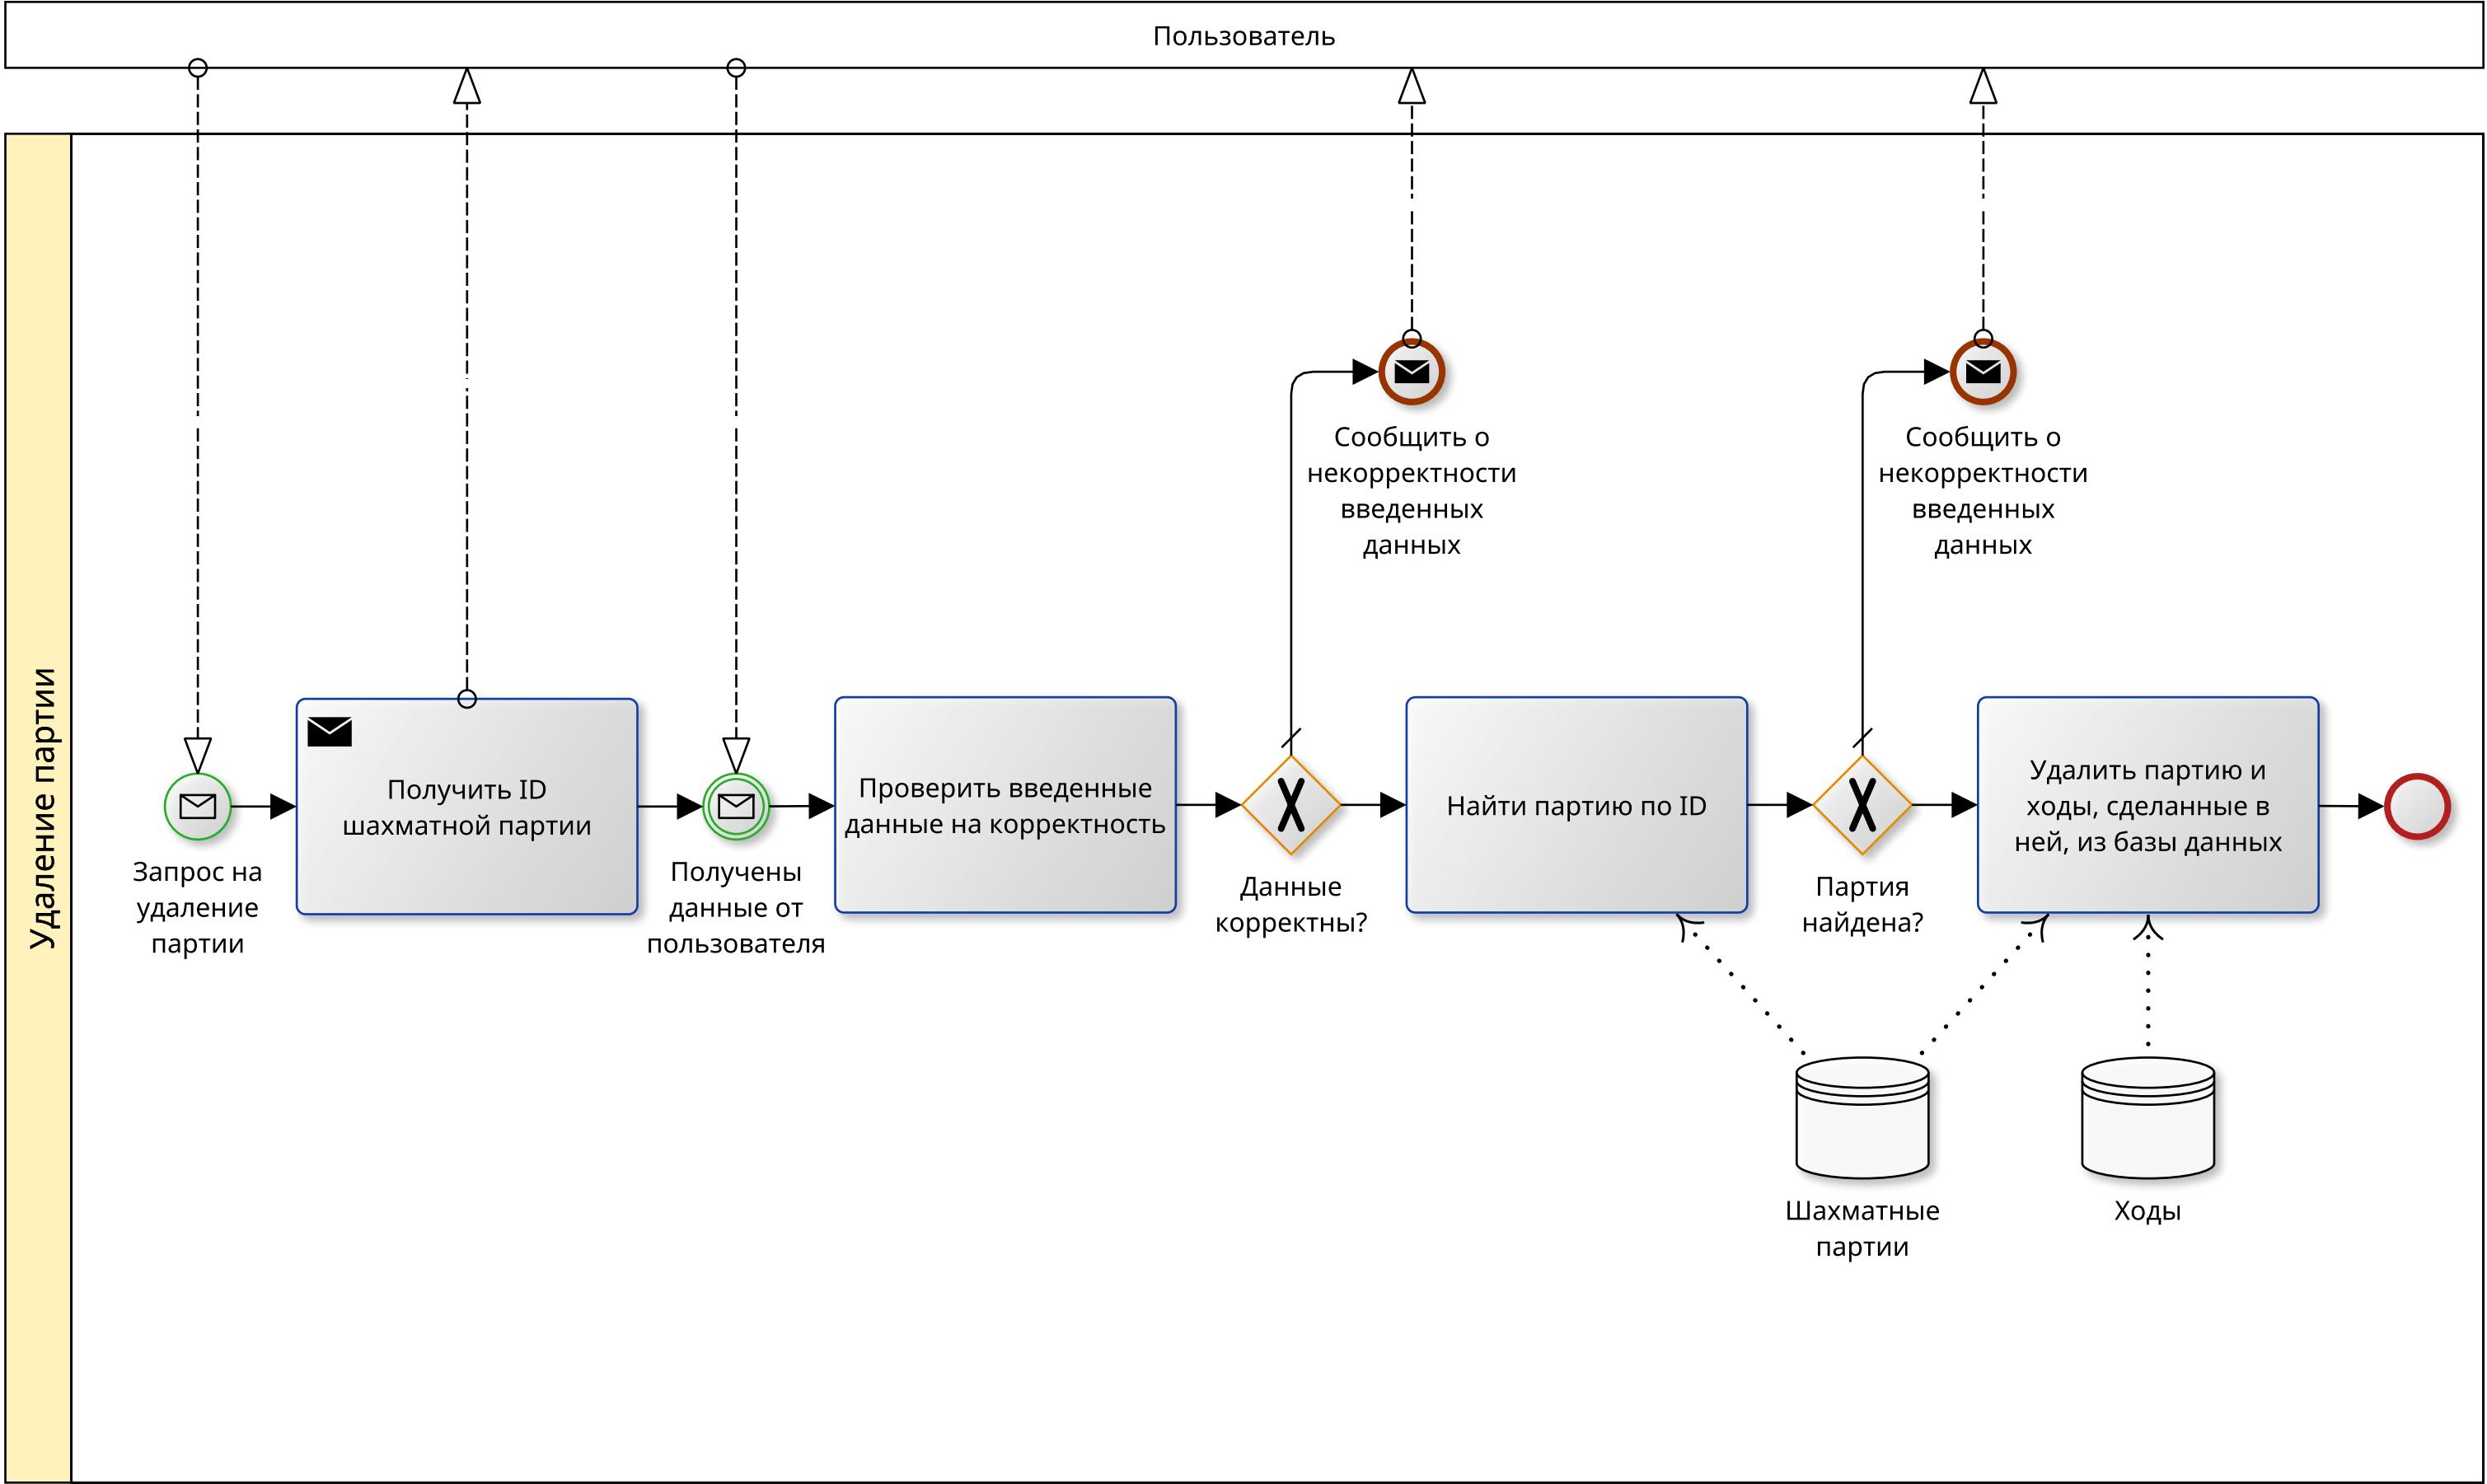 Пользователь
Удаление партии
Сообщить о
некорректности
введенных
данных
Сообщить о
некорректности
введенных
данных
Запрос на
удаление
партии
Получить ID
шахматной партии
Получены
данные от
пользователя
Проверить введенные
данные на корректность
Данные
корректны?
Найти партию по ID
Партия
найдена?
Удалить партию и
ходы, сделанные в
ней, из базы данных
Шахматные
партии
Ходы